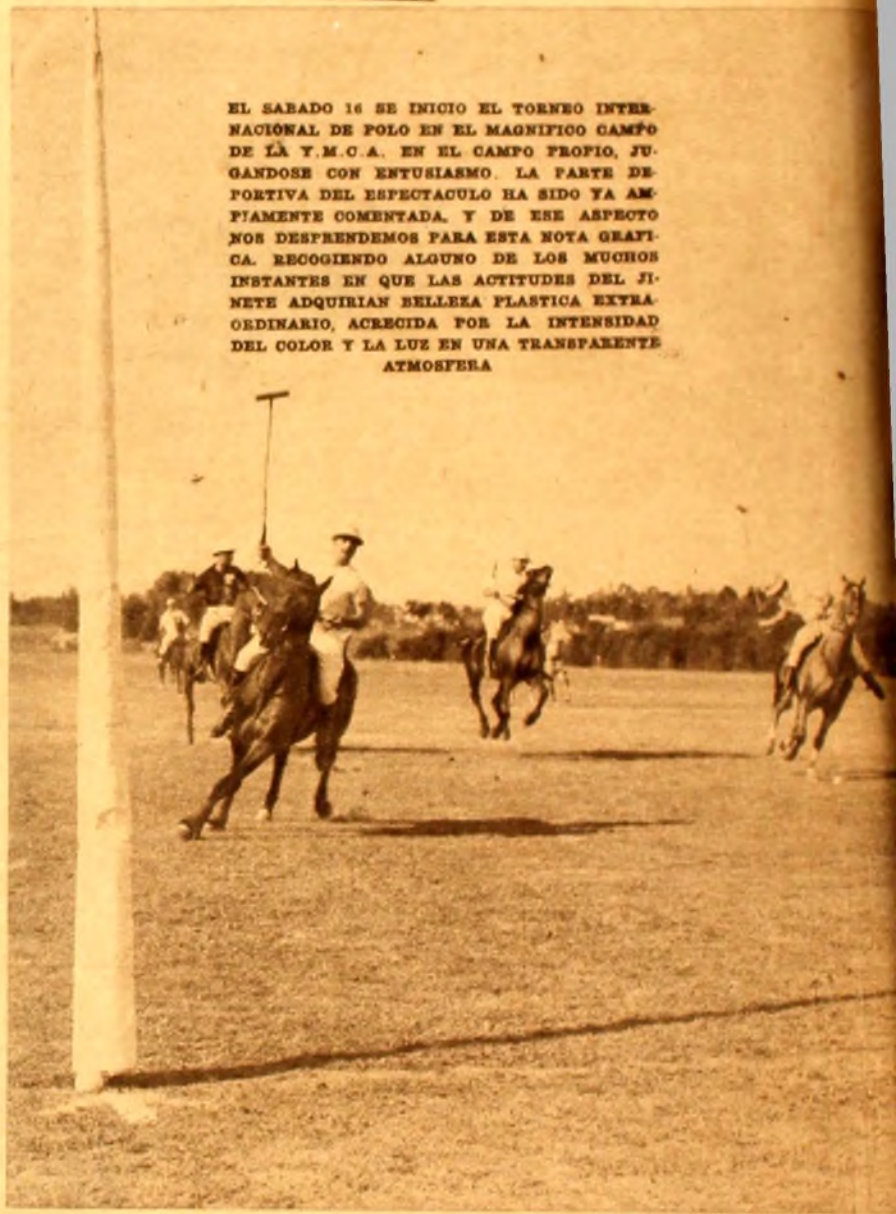 EL SABADO 16 SE INICIO EL TORNEO INTER-
NACIONAL DE POLO EN EL MAGNIFICO CAMPO
DE LA Y.M.C.A. EN EL CAMPO PROPIO, JU-
GANDOSE CON ENTUSIASMO. LA PARTE DE-
PORTIVA DEL ESPECTACULO HA SIDO YA AM-
PIAMENTE COMENTADA, Y DE ESE ASPECTO
NOS DESPRENDEMOS PARA ESTA NOTA GRAFI-
CA. RECOGIENDO ALGUNO DE LOS MUCHOS
INSTANTES EN QUE LAS ACTITUDES DEL JI-
NETE ADQUIRIAN BELLEZA PLASTICA EXTRA-
ORDINARIO, ACRECIDA POR LA INTENSIDAD
DEL COLOR Y LA LUZ EN UNA TRANSPARENTE
ATMOSFERA